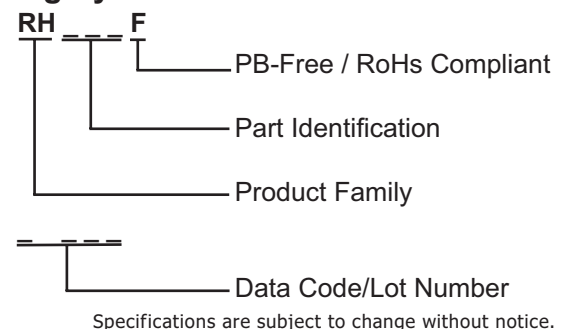 RH _ _ _ F
PB-Free / RoHs Compliant
Part Identification
Product Family
_ _ _ _
Data Code/Lot Number
Specifications are subject to change without notice.